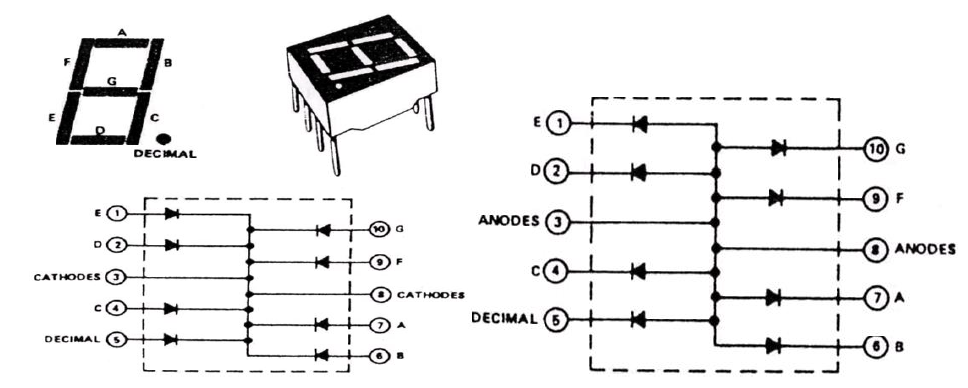 A
F B
G
E C
D
DECIMAL
E 1
10 G
D 2
9 F
CATHODES 3
8 CATHODES
C 4
7 A
DECIMAL 5
6 B
E 1
10 G
D 2
9 F
ANODES 3
8 ANODES
C 4
7 A
DECIMAL 5
6 B